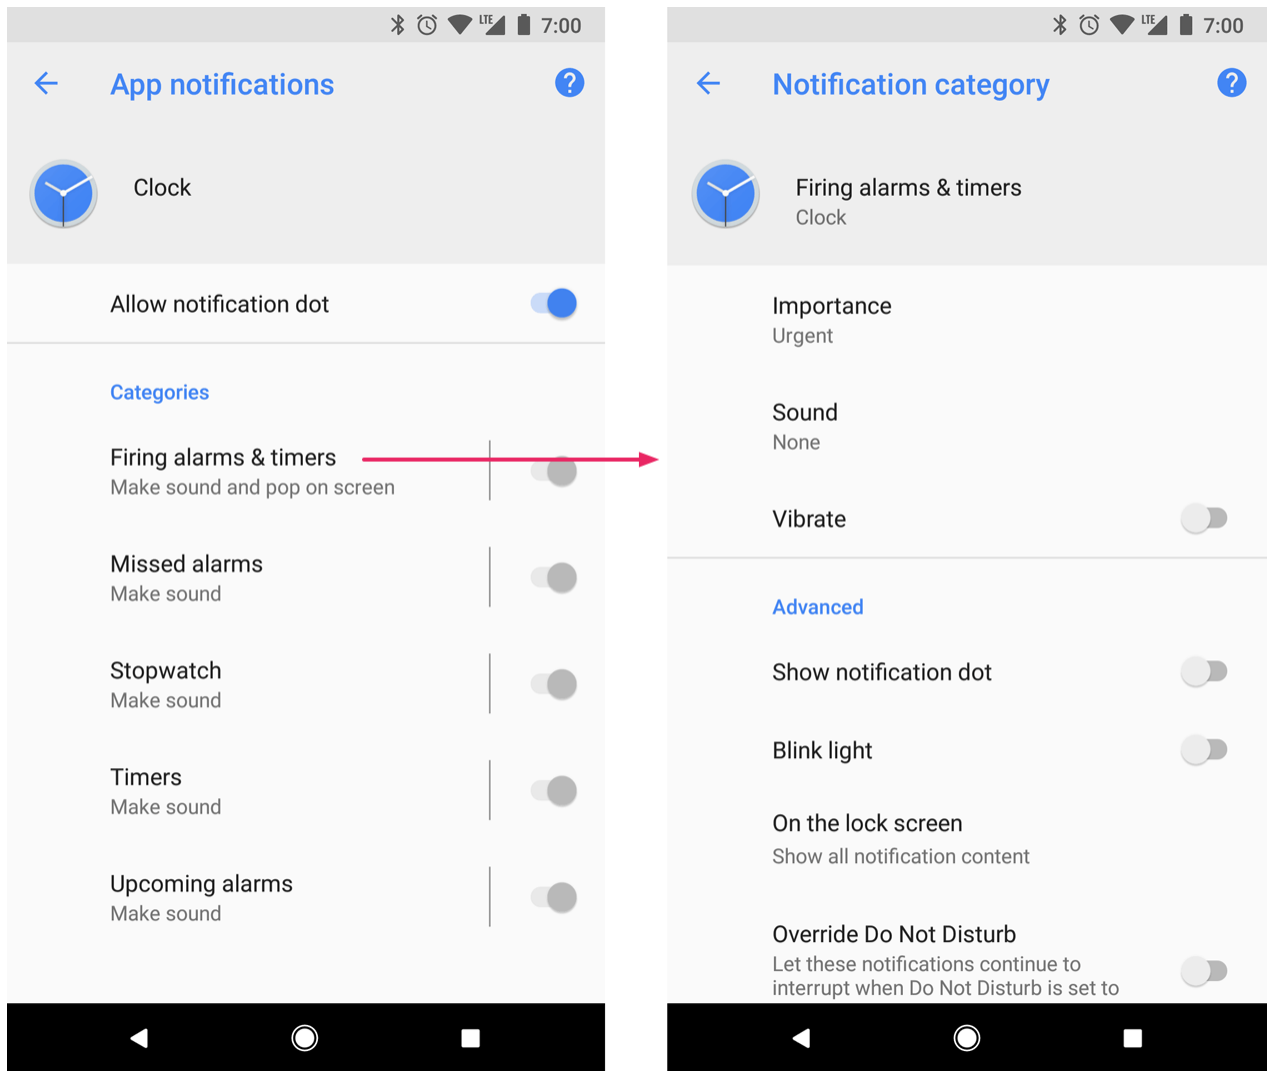 LTE 7:00
App notifications
?
Clock
Allow notification dot
Categories
Firing alarms & timers
Make sound and pop on screen
Missed alarms
Make sound
Stopwatch
Make sound
Timers
Make sound
Upcoming alarms
Make sound
LTE 7:00
Notification category
?
Firing alarms & timers
Clock
Importance
Urgent
Sound
None
Vibrate
Advanced
Show notification dot
Blink light
On the lock screen
Show all notification content
Override Do Not Disturb
Let these notifications continue to
interrupt when Do Not Disturb is set to